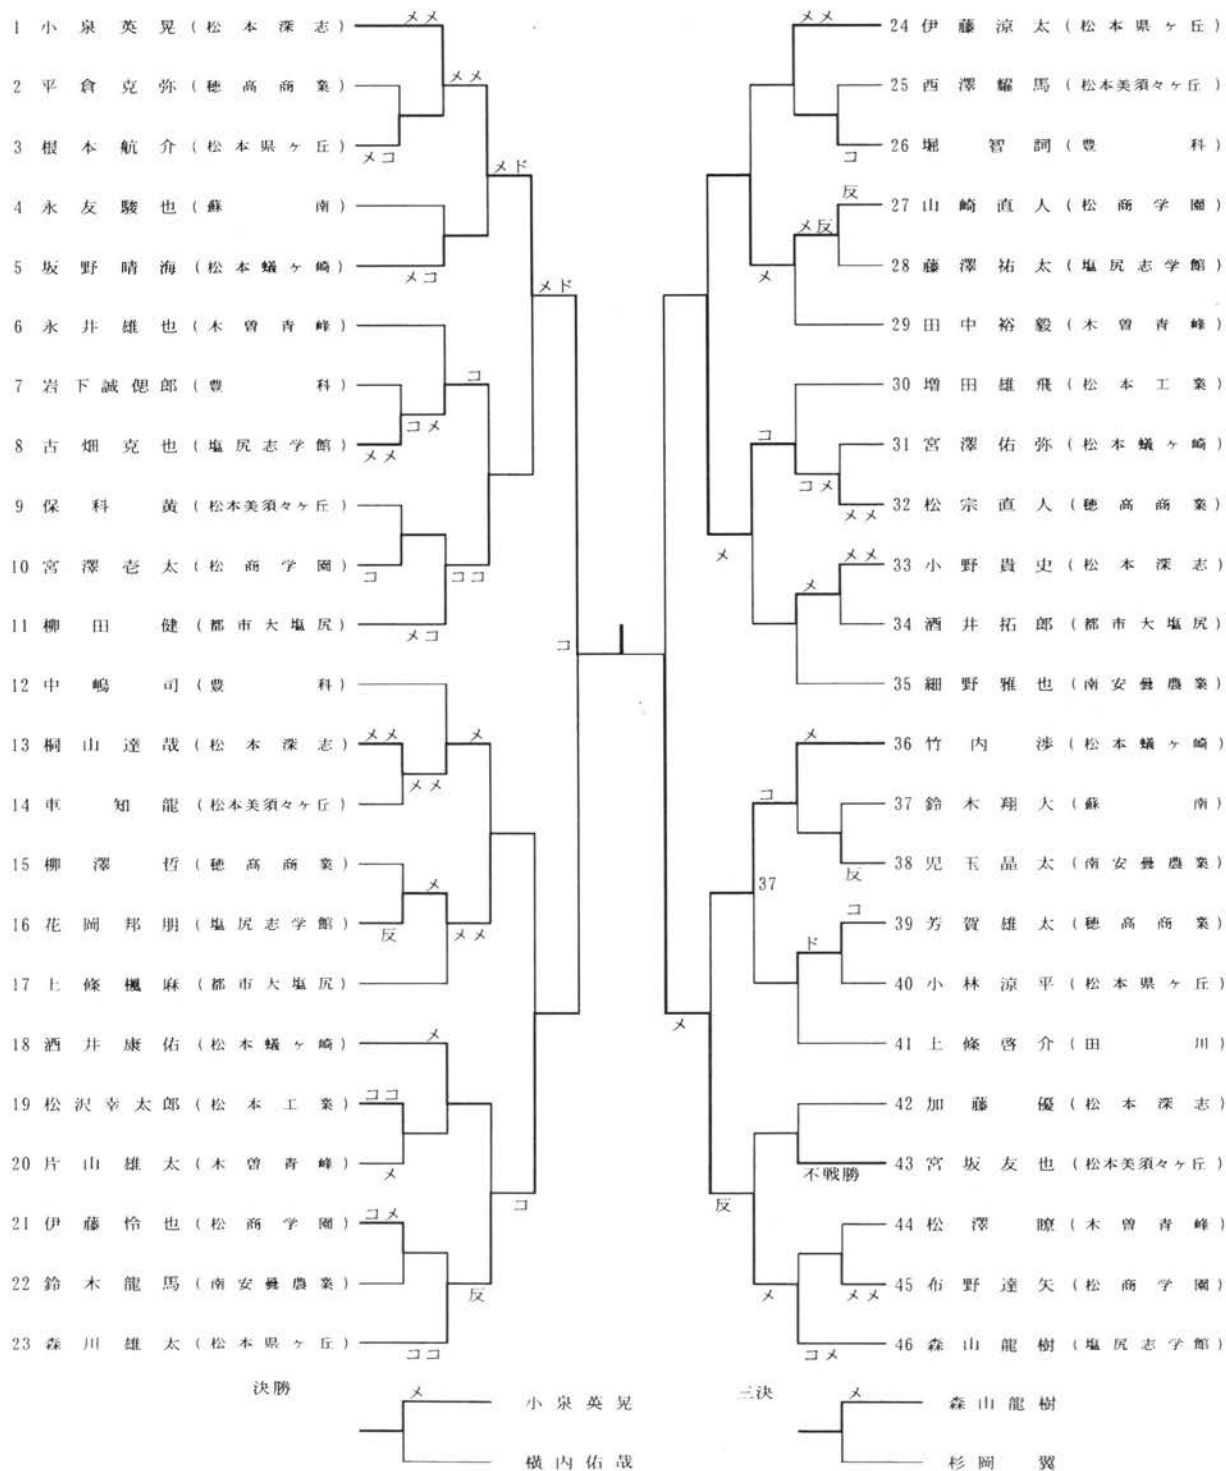 メメ
1 小泉英晃 (松本深志)
2 平倉克弥 (穂高商業)
メメ
3 根本航介 (松本県ヶ丘)
メコ
メド
4 永友駿也 (蘇南)
5 坂野晴海 (松本蟻ヶ崎)
メコ
メド
6 永井雄也 (木曽青峰)
7 岩下誠偲郎 (豊科)
コ
コメ
8 古畑克也 (塩尻志学館)
メメ
9 保科黄 (松本美須々ヶ丘)
10 宮澤壱太 (松商学園)
コ
ココ
11 柳田健 (都市大塩尻)
メコ
コ
12 中嶋司 (豊科)
13 桐山達哉 (松本深志)
メメ
メ
メメ
14 車知龍 (松本美須々ヶ丘)
15 柳澤哲 (穂高商業)
メ
16 花岡邦朋 (塩尻志学館)
反
メメ
17 上條楓麻 (都市大塩尻)
18 酒井康佑 (松本蟻ヶ崎)
メ
19 松沢幸太郎 (松本工業)
ココ
20 片山雄太 (木曽青峰)
メ
コ
21 伊藤怜也 (松商学園)
コメ
22 鈴木龍馬 (南安曇農業)
反
23 森川雄太 (松本県ヶ丘)
ココ
メメ
24 伊藤涼太 (松本県ヶ丘)
25 西澤耀馬 (松本美須々ヶ丘)
26 堀智詞 (豊科)
コ
反
27 山崎直人 (松商学園)
メ反
28 藤澤祐太 (塩尻志学館)
メ
29 田中裕毅 (木曽青峰)
30 増田雄飛 (松本工業)
コ
31 宮澤佑弥 (松本蟻ヶ崎)
コメ
32 松宗直人 (穂高商業)
メメ
メ
メメ
33 小野貴史 (松本深志)
メ
34 酒井拓郎 (都市大塩尻)
35 細野雅也 (南安曇農業)
メ
36 竹内渉 (松本蟻ヶ崎)
コ
37 鈴木翔大 (蘇南)
38 児玉晶太 (南安曇農業)
反
37
コ
39 芳賀雄太 (穂高商業)
ド
40 小林涼平 (松本県ヶ丘)
メ
41 上條啓介 (田川)
42 加藤優 (松本深志)
43 宮坂友也 (松本美須々ヶ丘)
不戦勝
反
44 松澤瞭 (木曽青峰)
45 布野達矢 (松商学園)
メ
メメ
46 森山龍樹 (塩尻志学館)
コメ
決勝
メ
小泉英晃
横内佑哉
三決
メ
森山龍樹
杉岡翼